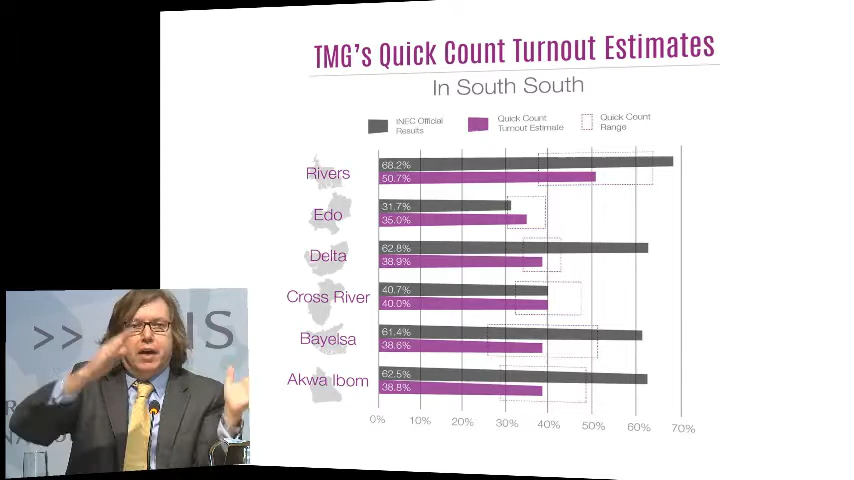 TMG's Quick Count Turnout Estimates
In South South
INEC Official
Results
Quick Count
Turnout Estimate
Quick Count
Range
Rivers
68.2%
50.7%
Edo
31.7%
35.0%
Delta
62.8%
38.9%
Cross River
40.7%
40.0%
Bayelsa
61.4%
38.6%
Akwa Ibom
62.5%
38.8%
0%
10%
20%
30%
40%
50%
60%
70%
>> IS